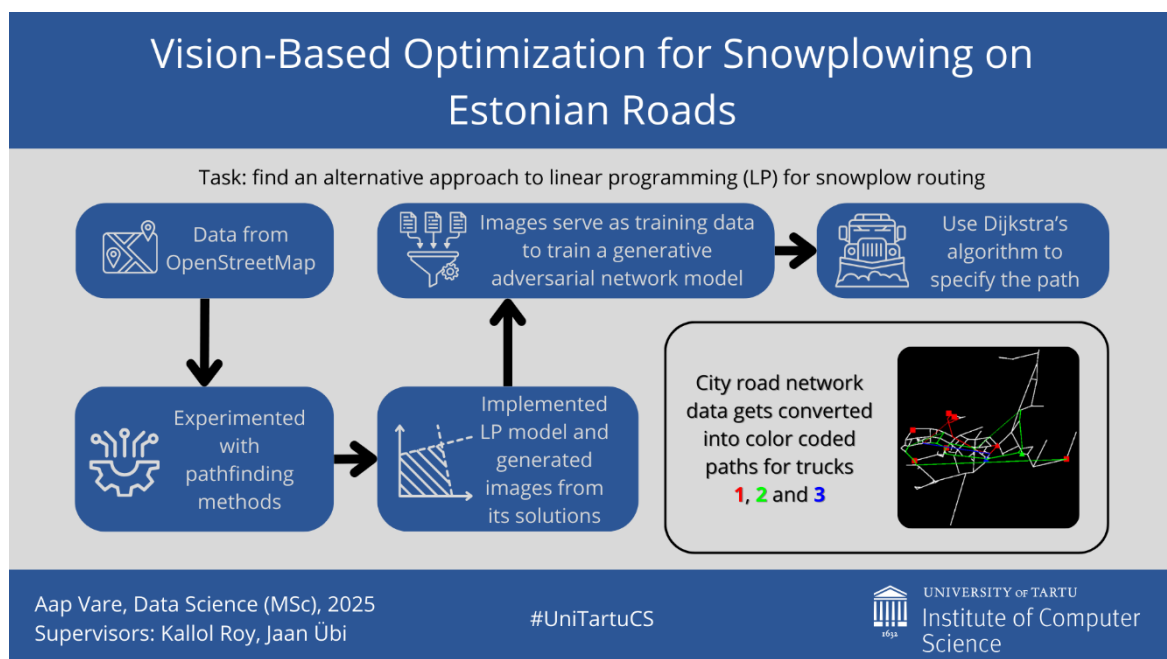 Vision-Based Optimization for Snowplowing on
Estonian Roads
Task: find an alternative approach to linear programming (LP) for snowplow routing
Data from
OpenStreetMap
Experimented
with
pathfinding
methods
Implemented
LP model and
generated
images from
its solutions
Images serve as training data
to train a generative
adversarial network model
Use Dijkstra's
algorithm to
specify the path
City road network
data gets converted
into color coded
paths for trucks
1, 2 and 3
Aap Vare, Data Science (MSc), 2025
Supervisors: Kallol Roy, Jaan Übi
#UniTartuCS
1632
UNIVERSITY OF TARTU
Institute of Computer
Science